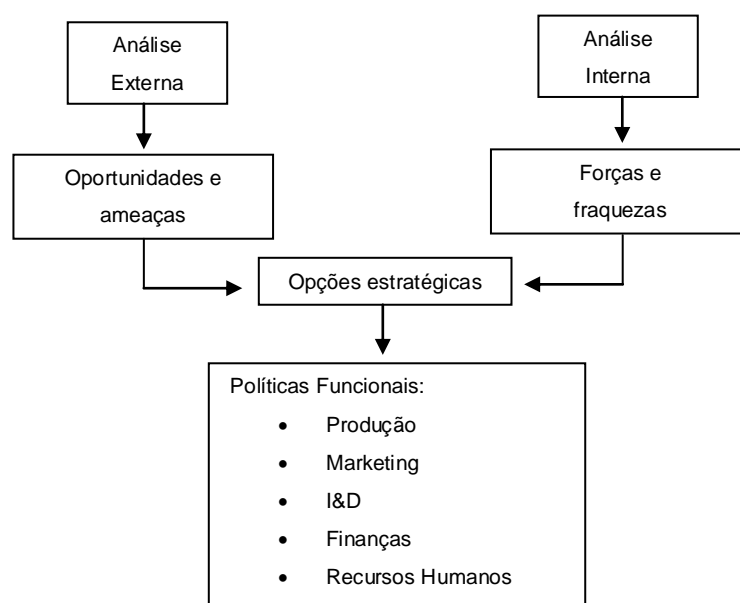 Análise
Externa
Análise
Interna
Oportunidades e
ameaças
Forças e
fraquezas
Opções estratégicas
Políticas Funcionais:
• Produção
• Marketing
• I&D
• Finanças
• Recursos Humanos